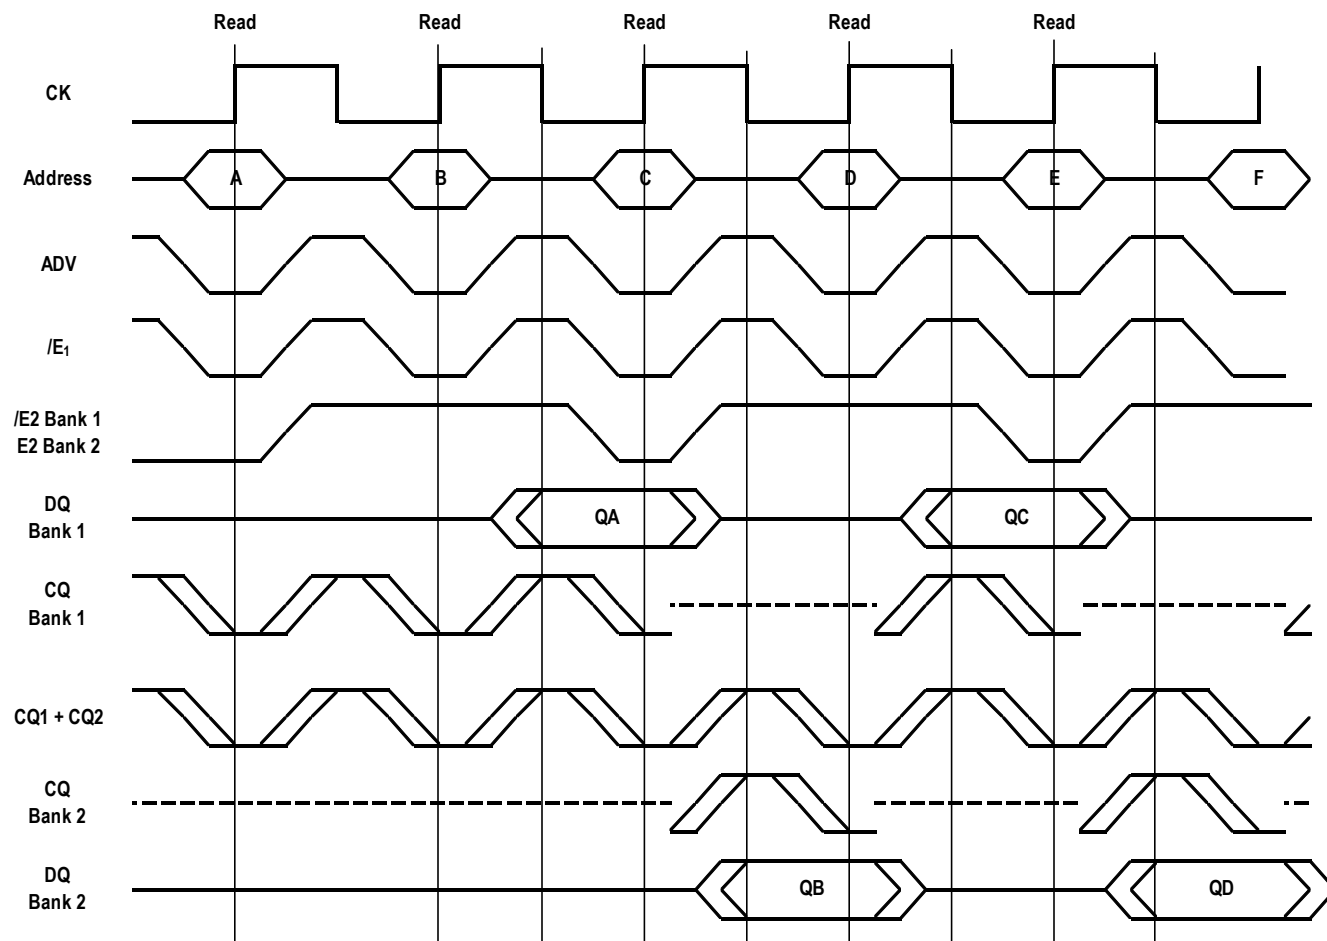 Read Read Read Read Read
CK
Address A B C D E F
ADV
/E1
/E2 Bank 1
E2 Bank 2
DQ
Bank 1
QA QC
CQ
Bank 1
CQ1 + CQ2
CQ
Bank 2
DQ
Bank 2
QB QD